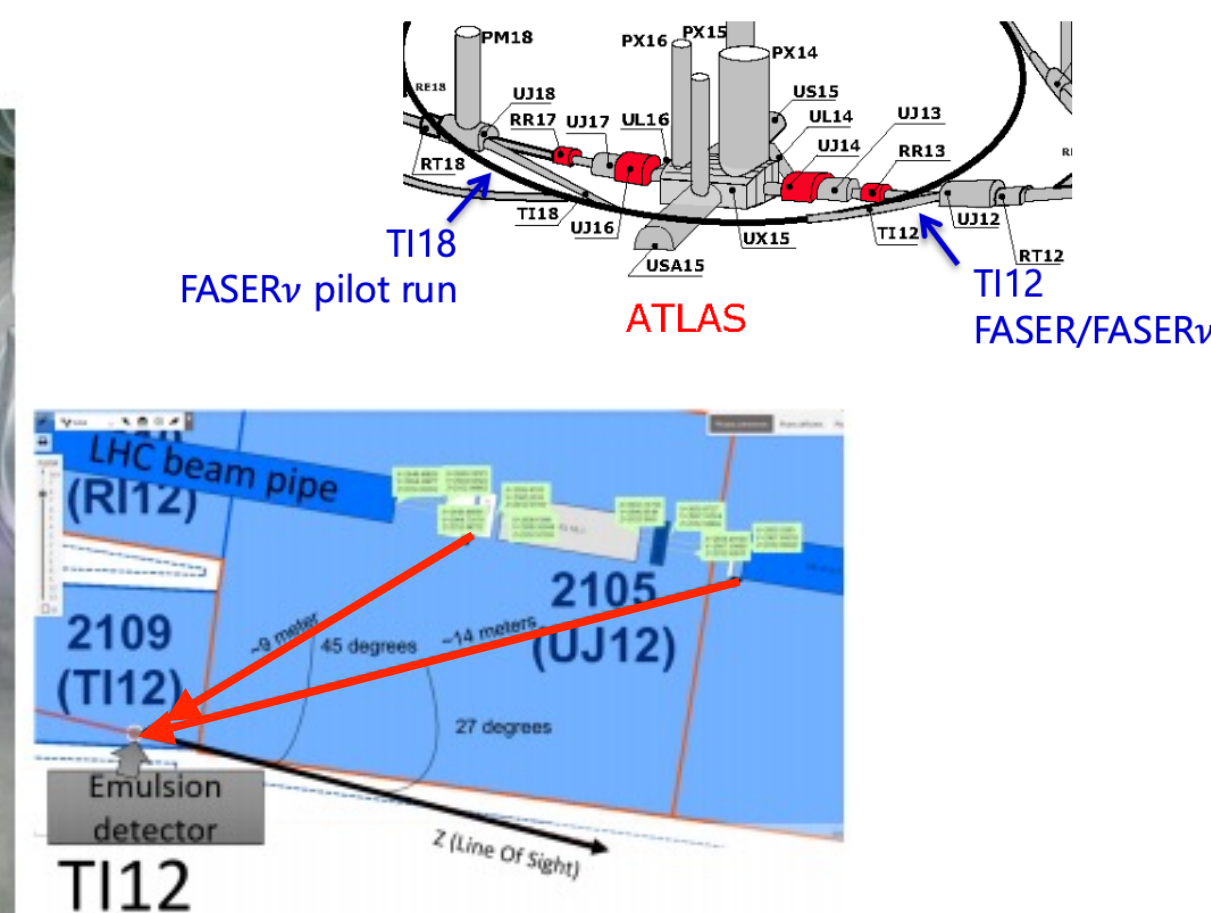 PM18
PX16
PX15
PX14
RE18
UJ18
US15
RR17
UJ17
UL16
UL14
UJ13
UJ14
RR13
RT18
TI18
UJ16
UX15
TI12
UJ12
USA15
RT12
TI18
FASERν pilot run
ATLAS
TI12
FASER/FASERν
LHC beam pipe
(RI12)
2105
(UJ12)
2109
(TI12)
~9 meter
45 degrees
~14 meters
27 degrees
Emulsion
detector
Z (Line Of Sight)
TI12